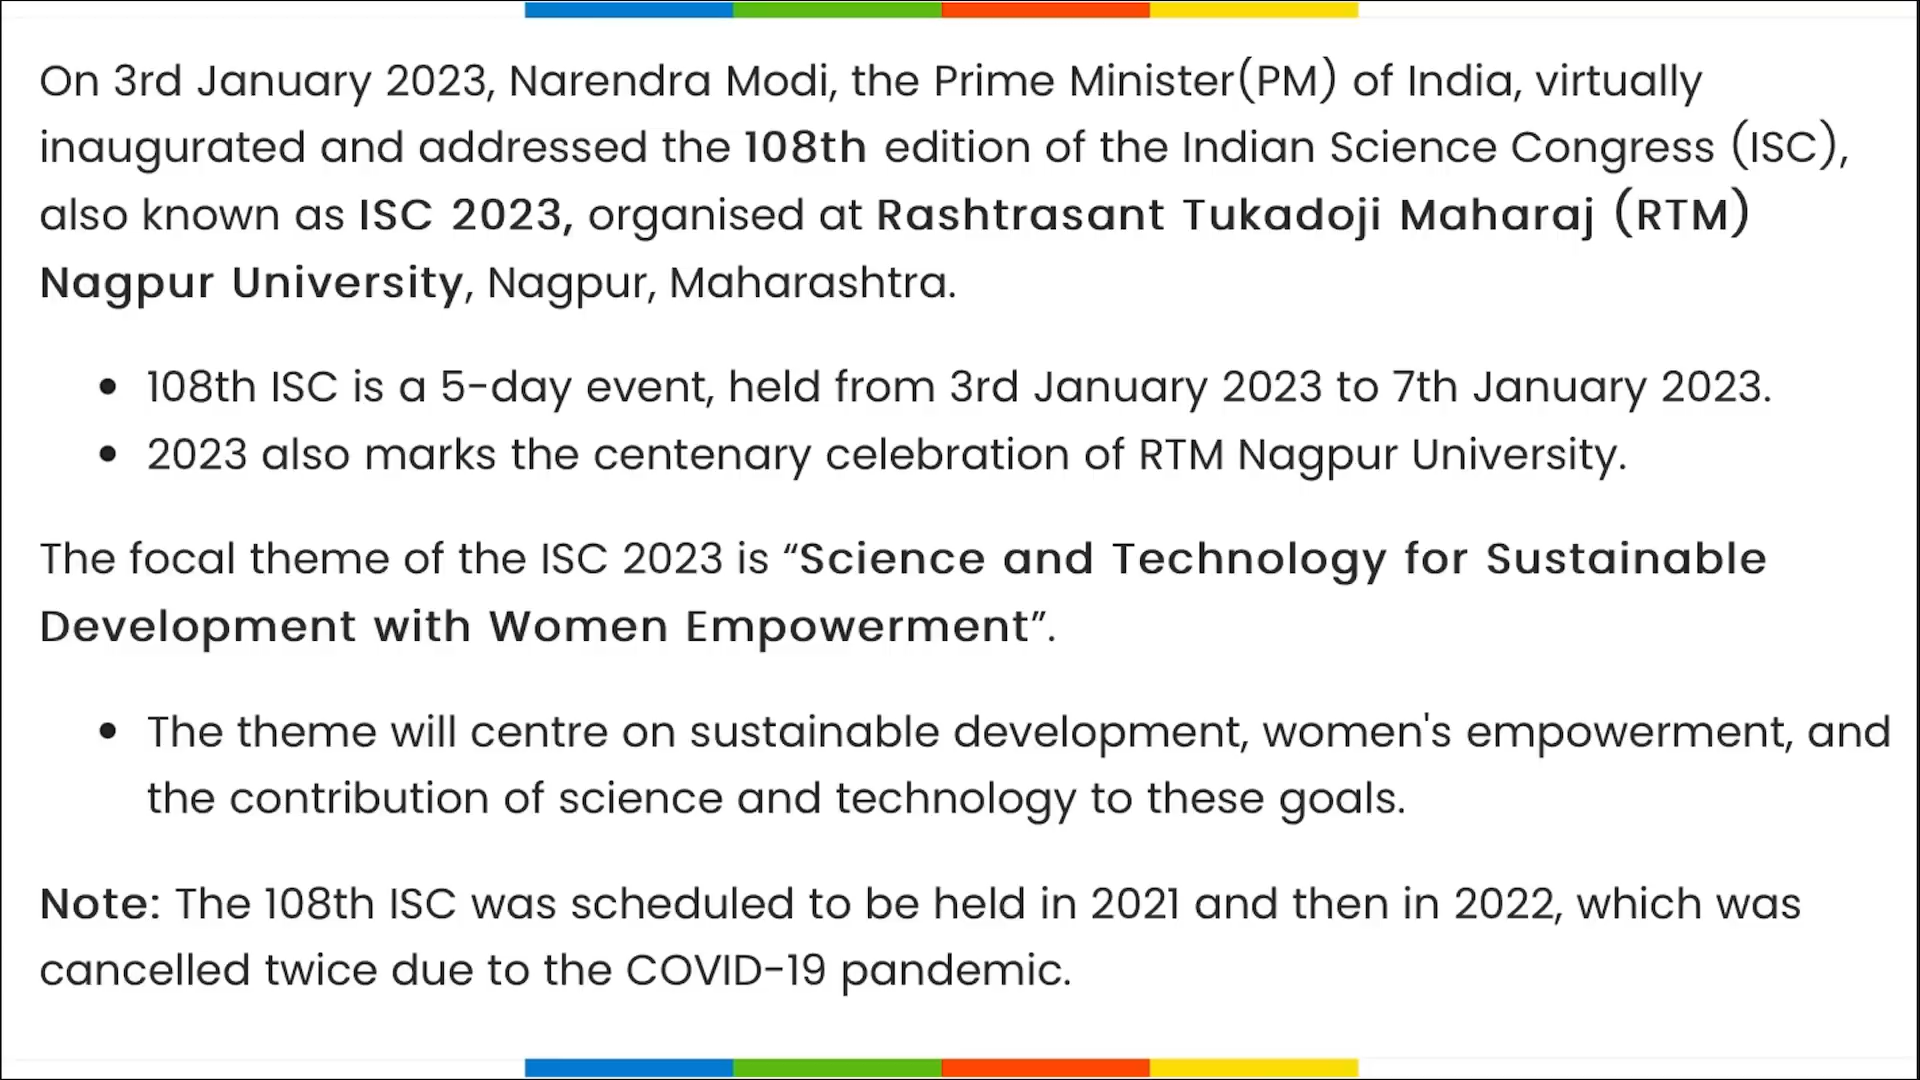 On 3rd January 2023, Narendra Modi, the Prime Minister(PM) of India, virtually
inaugurated and addressed the 108th edition of the Indian Science Congress (ISC),
also known as ISC 2023, organised at Rashtrasant Tukadoji Maharaj (RTM)
Nagpur University, Nagpur, Maharashtra.
• 108th ISC is a 5-day event, held from 3rd January 2023 to 7th January 2023.
• 2023 also marks the centenary celebration of RTM Nagpur University.
The focal theme of the ISC 2023 is “Science and Technology for Sustainable
Development with Women Empowerment”.
• The theme will centre on sustainable development, women's empowerment, and
the contribution of science and technology to these goals.
Note: The 108th ISC was scheduled to be held in 2021 and then in 2022, which was
cancelled twice due to the COVID-19 pandemic.